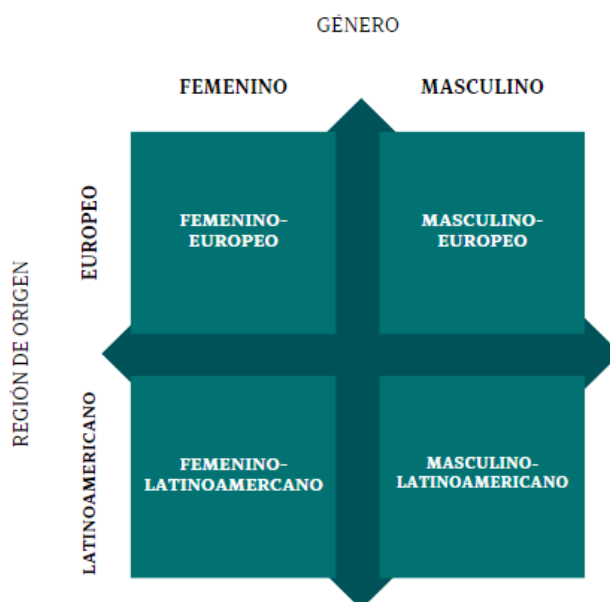 GÉNERO
FEMENINO
MASCULINO
REGIÓN DE ORIGEN
EUROPEO
FEMENINO-
EUROPEO
MASCULINO-
EUROPEO
LATINOAMERICANO
FEMENINO-
LATINOAMERCANO
MASCULINO-
LATINOAMERICANO